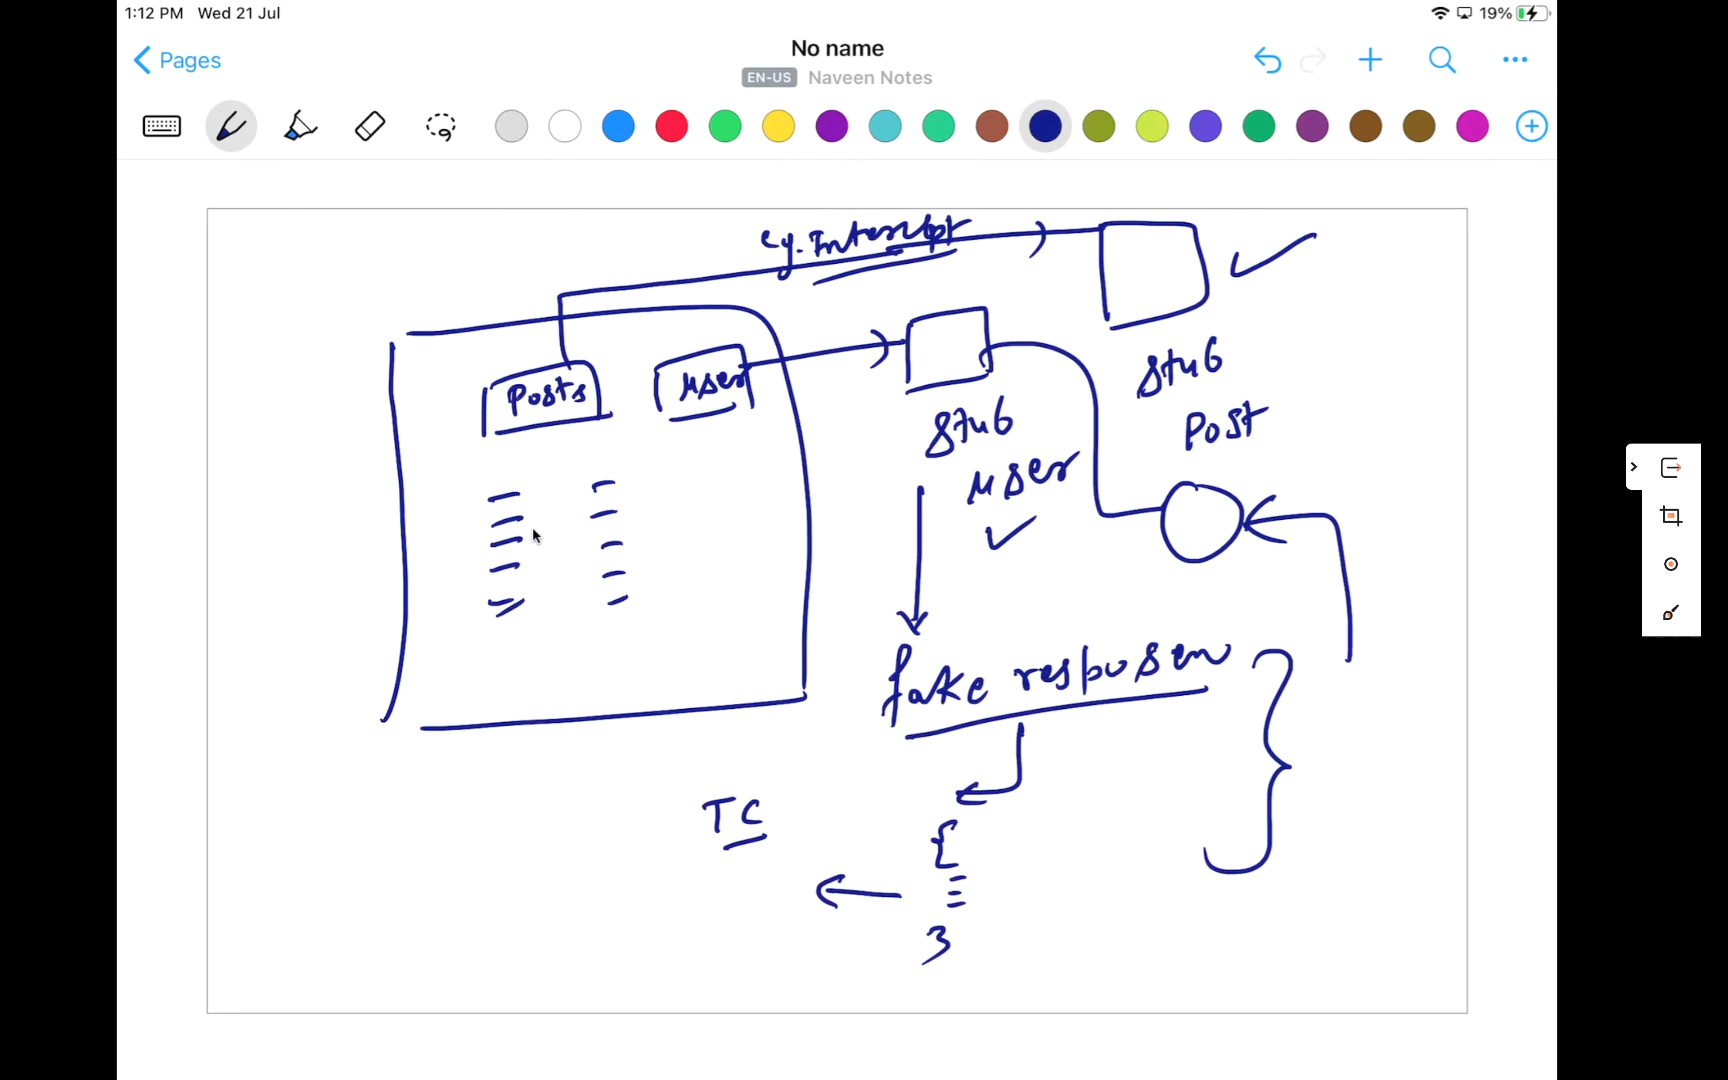 1:12 PM Wed 21 Jul
19%
Pages
No name
EN-US Naveen Notes
cy.Intercept
Posts
user
Stub
user
Stub
Post
fake response
TC
{
}